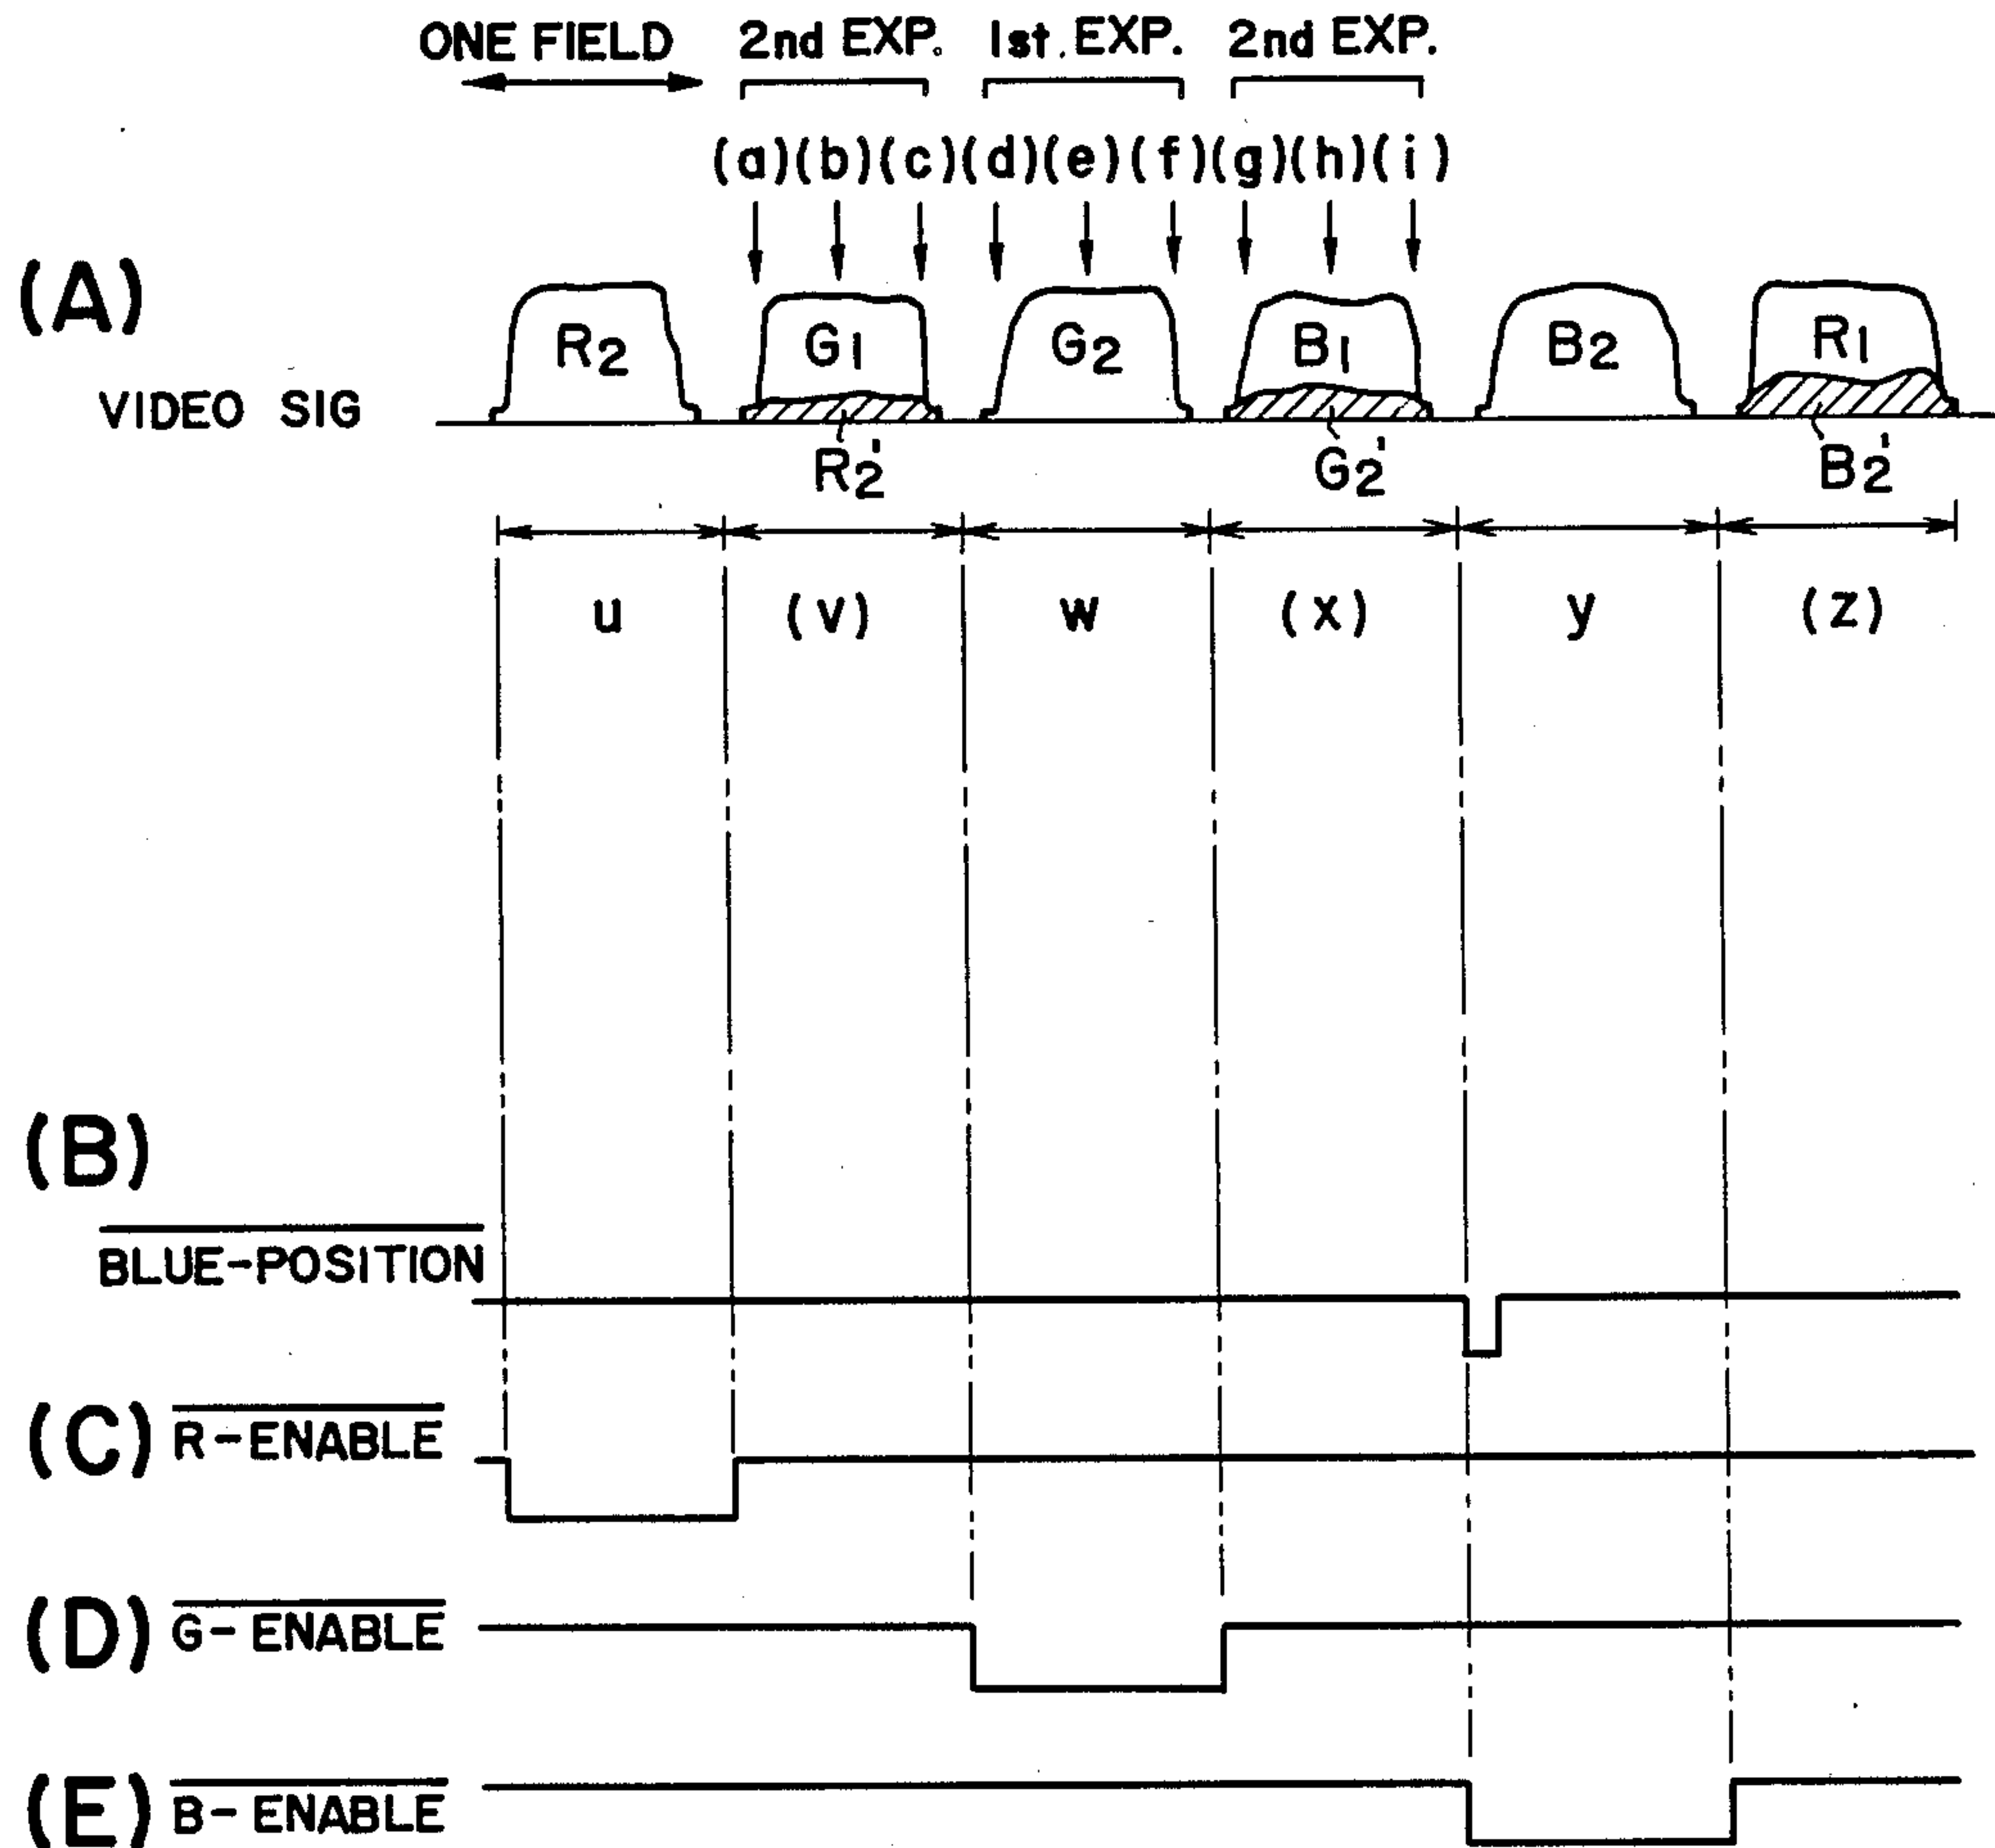 ONE FIELD 2nd EXP. 1st. EXP. 2nd EXP.
(a)(b)(c)(d)(e)(f)(g)(h)(i)
(A)
R2 G1 G2 B1 B2 R1
VIDEO SIG
R2' G2' B2'
u (v) w (x) y (z)
(B)
BLUE-POSITION
(C) R-ENABLE
(D) G-ENABLE
(E) B-ENABLE